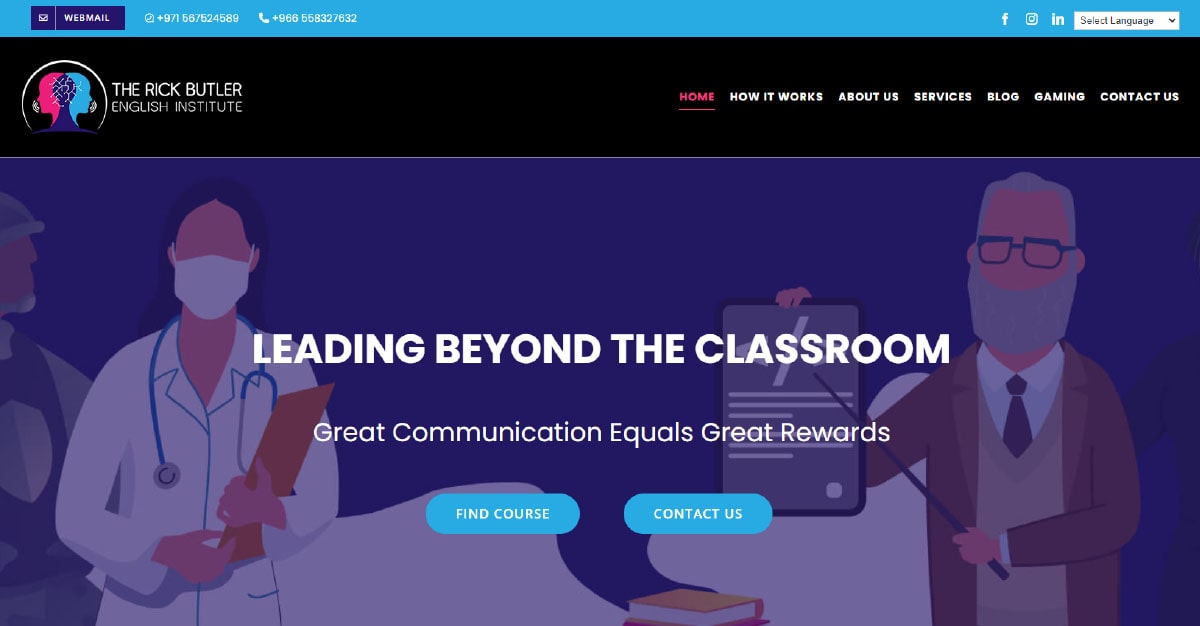 WEBMAIL
+971 567524589
+966 558327632
Select Language
THE RICK BUTLER
ENGLISH INSTITUTE
HOME
HOW IT WORKS
ABOUT US
SERVICES
BLOG
GAMING
CONTACT US
LEADING BEYOND THE CLASSROOM
Great Communication Equals Great Rewards
FIND COURSE
CONTACT US